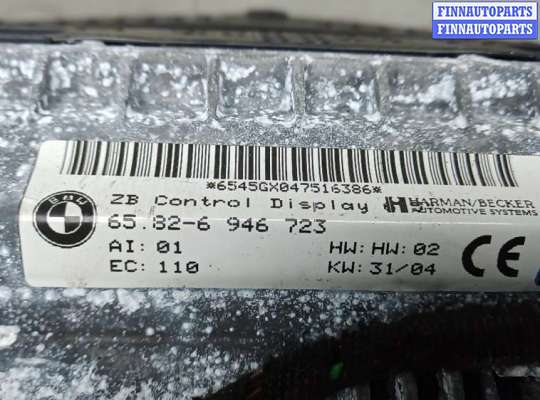 FINNAUTOPARTS
FINNAUTOPARTS
*6545GX047516386*
ZB Control Display
HARMAN/BECKER
AUTOMOTIVE SYSTEMS
BMW
65.82-6 946 723
AI: 01
HW: HW: 02
EC: 110
KW: 31/04
CE